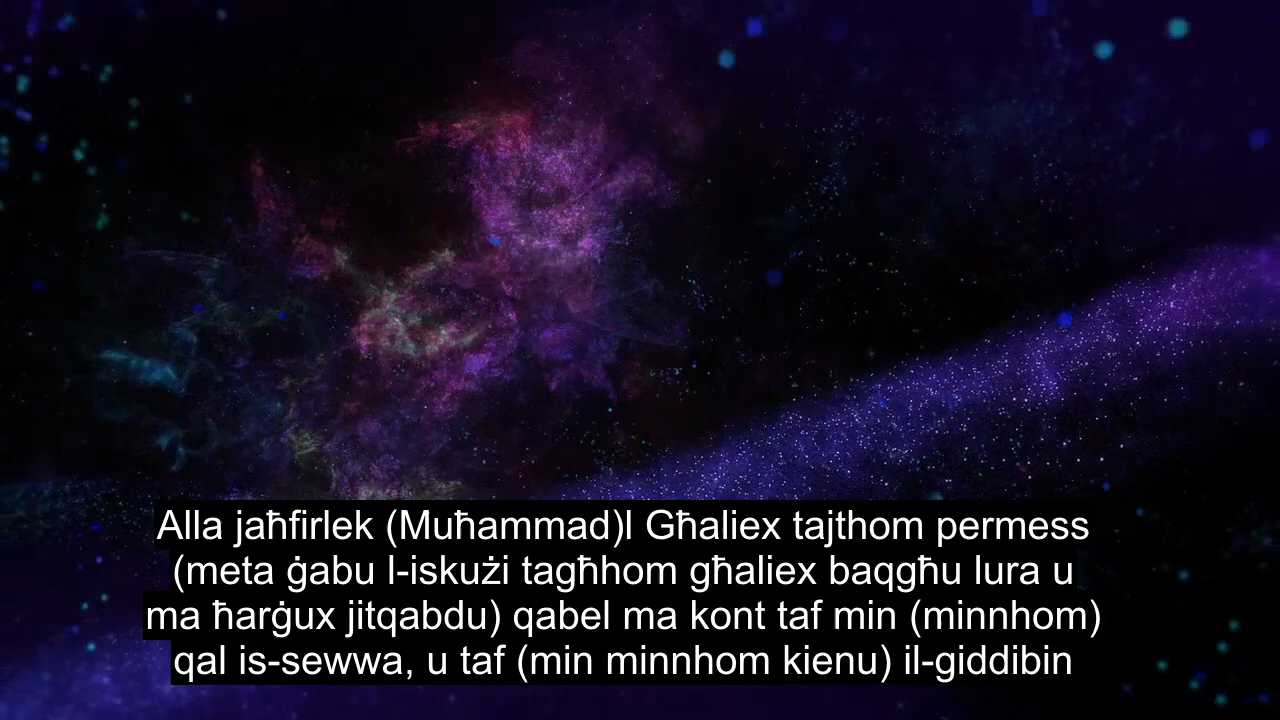 Alla jaħfirlek (Muħammad)l Għaliex tajthom permess
(meta ġabu l-iskużi tagħhom għaliex baqgħu lura u
ma ħarġux jitqabdu) qabel ma kont taf min (minnhom)
qal is-sewwa, u taf (min minnhom kienu) il-giddibin